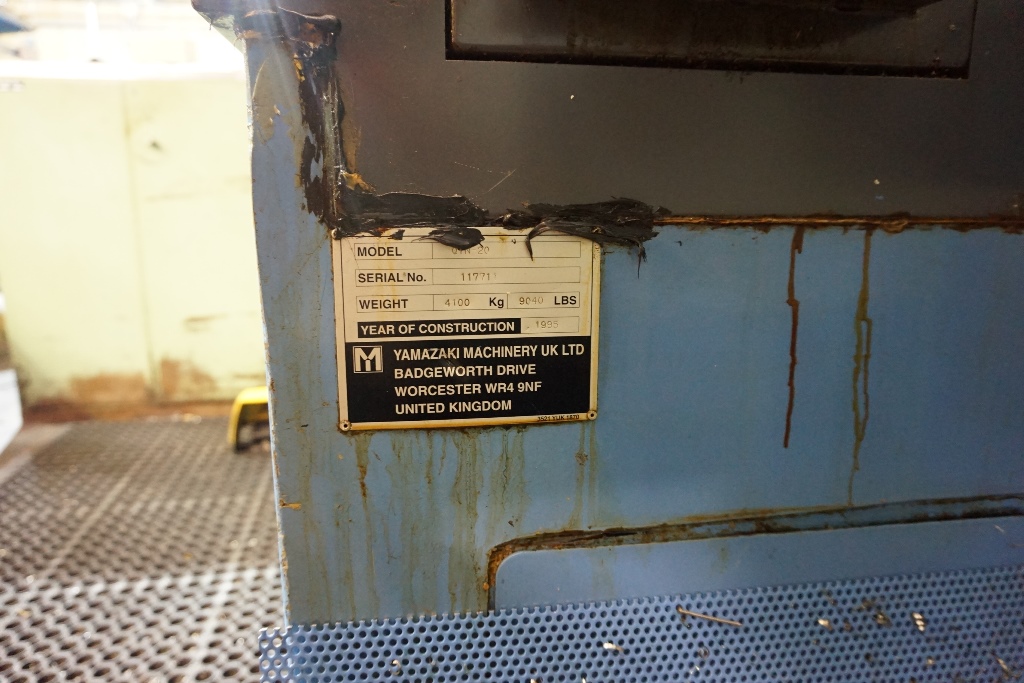 MODEL
SERIAL No. 11771
WEIGHT 4100 Kg 9040 LBS
YEAR OF CONSTRUCTION 1995
M YAMAZAKI MACHINERY UK LTD
BADGEWORTH DRIVE
WORCESTER WR4 9NF
UNITED KINGDOM